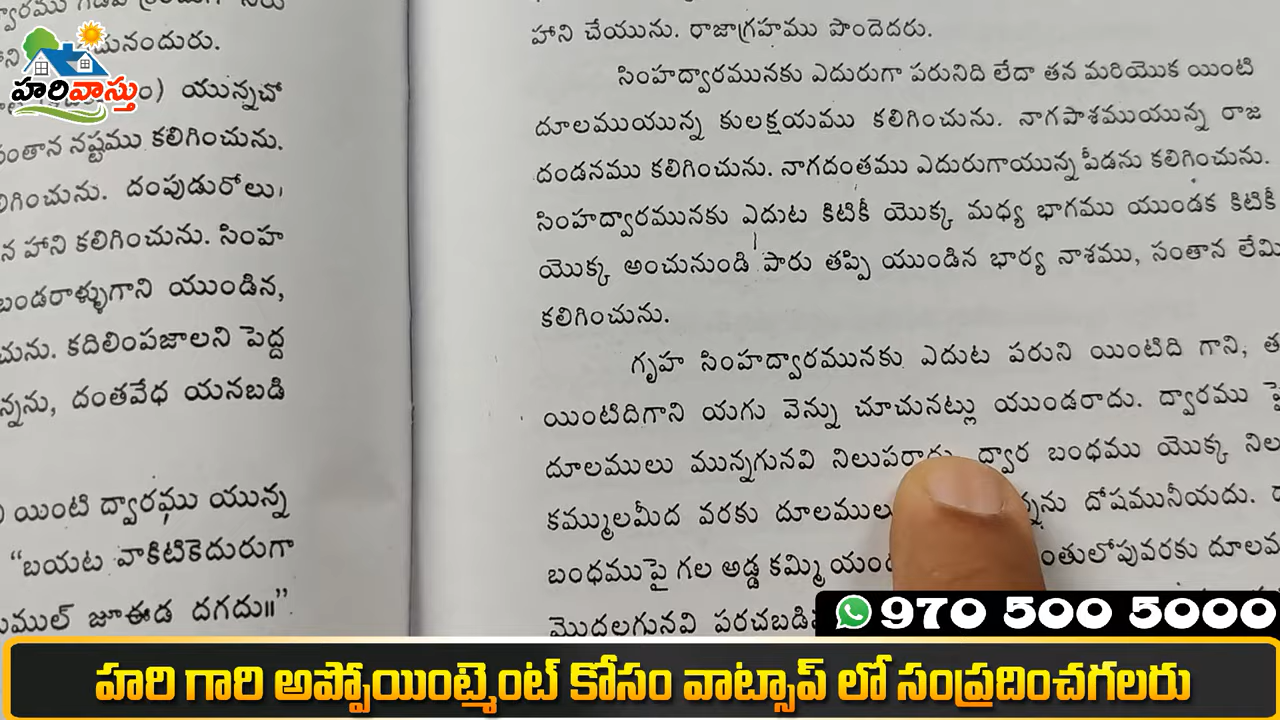 హరివాస్తు
చునందురు.
యున్నచో
సంతాన నష్టము కలిగించును.
లిగించును. దంపుడురోలు
న హాని కలిగించును. సింహ
బండరాళ్ళుగాని యుండిన,
చును. కదిలింపజాలని పెద్ద
న్నను, దంతవేధ యనబడి
యింటి ద్వారము యున్న
“బయట వాకిటికెదురుగా
ముల్ జూఈడ దగదు॥”.
హాని చేయును. రాజాగ్రహము పొందెదరు.
సింహద్వారమునకు ఎదురుగా పరునిది లేదా తన మరియొక యింటి
దూలముయున్న కులక్షయము కలిగించును. నాగపాశముయున్న రాజ
దండనము కలిగించును. నాగదంతము ఎదురుగాయున్న పీడను కలిగించును.
సింహద్వారమునకు ఎదుట కిటికీ యొక్క మధ్య భాగము యుండక కిటికీ
యొక్క అంచునుండి పారు తప్పి యుండిన భార్య నాశము, సంతాన లేమి
కలిగించును.
గృహ సింహద్వారమునకు ఎదుట పరుని యింటిది గాని, త
యింటిదిగాని యగు వెన్ను చూచునట్లు యుండరాదు. ద్వారము పై
దూలములు మున్నగునవి నిలుపరాదు ద్వార బంధము యొక్క నిల
కమ్ములమీద వరకు దూలములు న్నను దోషమునీయదు.
బంధముపై గల అడ్డ కమ్మి యం తులోపువరకు దూలమ
మొదలగునవి పరచబడి
970 500 5000
హరి గారి అప్పోయింట్మెంట్ కోసం వాట్సాప్ లో సంప్రదించగలరు